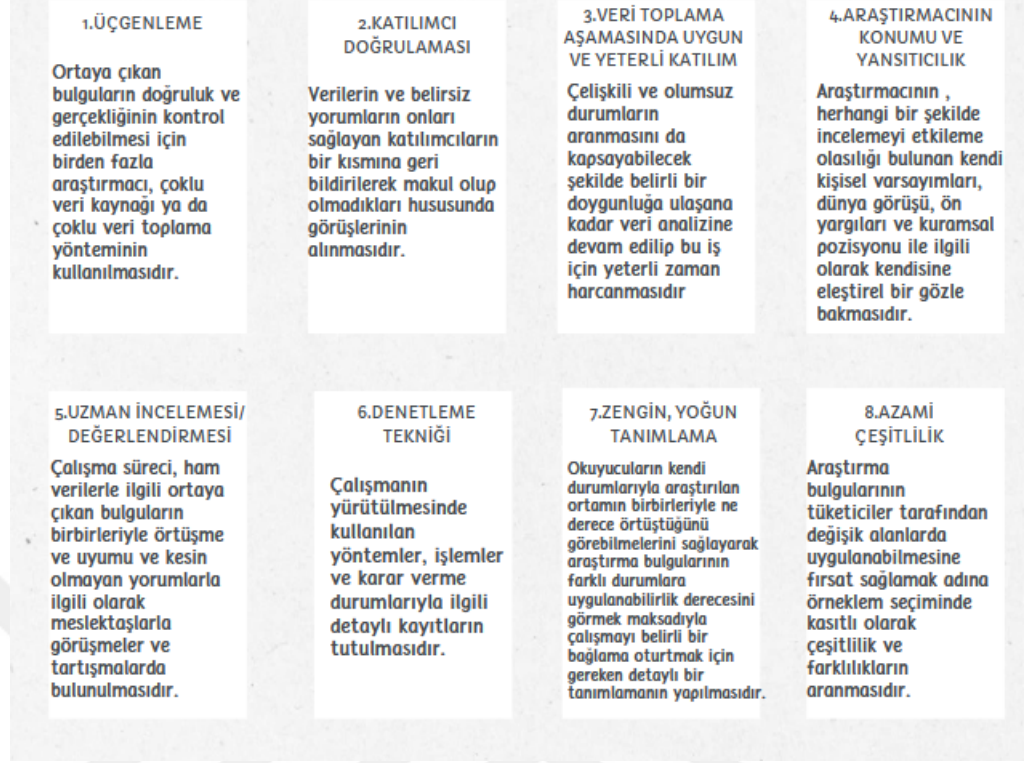 1.ÜÇGENLEME
Ortaya çıkan
bulguların doğruluk ve
gerçekliğinin kontrol
edilebilmesi için
birden fazla
araştırmacı, çoklu
veri kaynağı ya da
çoklu veri toplama
yönteminin
kullanılmasıdır.
2.KATILIMCI
DOĞRULAMASI
Verilerin ve belirsiz
yorumların onları
sağlayan katılımcıların
bir kısmına geri
bildirilerek makul olup
olmadıkları hususunda
görüşlerinin
alınmasıdır.
3.VERİ TOPLAMA
AŞAMASINDA UYGUN
VE YETERLİ KATILIM
Çelişkili ve olumsuz
durumların
aranmasını da
kapsayabilecek
şekilde belirli bir
doygunluğa ulaşana
kadar veri analizine
devam edilip bu iş
için yeterli zaman
harcanmasıdır
4.ARAŞTIRMACININ
KONUMU VE
YANSITICILIK
Araştırmacının ,
herhangi bir şekilde
incelemeyi etkileme
olasılığı bulunan kendi
kişisel varsayımları,
dünya görüşü, ön
yargıları ve kuramsal
pozisyonu ile ilgili
olarak kendisine
eleştirel bir gözle
bakmasıdır.
5.UZMAN İNCELEMESİ/
DEĞERLENDİRMESİ
Çalışma süreci, ham
verilerle ilgili ortaya
çıkan bulguların
birbirleriyle örtüşme
ve uyumu ve kesin
olmayan yorumlarla
ilgili olarak
meslektaşlarla
görüşmeler ve
tartışmalarda
bulunulmasıdır.
6.DENETLEME
TEKNİĞİ
Çalışmanın
yürütülmesinde
kullanılan
yöntemler, işlemler
ve karar verme
durumlarıyla ilgili
detaylı kayıtların
tutulmasıdır.
7.ZENGİN, YOĞUN
TANIMLAMA
Okuyucuların kendi
durumlarıyla araştırılan
ortamın birbirleriyle ne
derece örtüştüğünü
görebilmelerini sağlayarak
araştırma bulgularının
farklı durumlara
uygulanabilirlik derecesini
görmek maksadıyla
çalışmayı belirli bir
bağlama oturtmak için
gereken detaylı bir
tanımlamanın yapılmasıdır.
8.AZAMİ
ÇEŞİTLİLİK
Araştırma
bulgularının
tüketiciler tarafından
değişik alanlarda
uygulanabilmesine
fırsat sağlamak adına
örneklem seçiminde
kasıtlı olarak
çeşitlilik ve
farklılıkların
aranmasıdır.